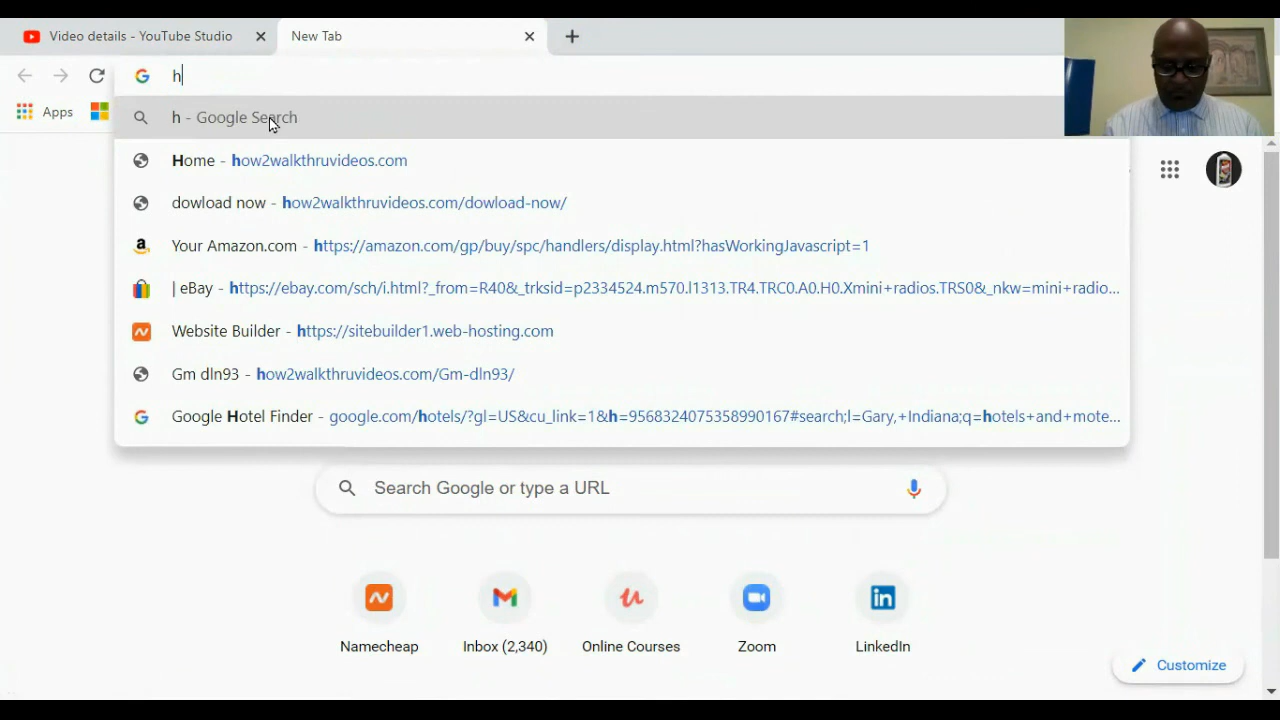 Video details - YouTube Studio
New Tab
h
Apps
h - Google Search
Home - how2walkthruvideos.com
dowload now - how2walkthruvideos.com/dowload-now/
Your Amazon.com - https://amazon.com/gp/buy/spc/handlers/display.html?hasWorkingJavascript=1
| eBay - https://ebay.com/sch/i.html?_from=R40&_trksid=p2334524.m570.l1313.TR4.TRC0.A0.H0.Xmini+radios.TRS0&_nkw=mini+radio...
Website Builder - https://sitebuilder1.web-hosting.com
Gm dln93 - how2walkthruvideos.com/Gm-dln93/
Google Hotel Finder - google.com/hotels/?gl=US&cu_link=1&h=9568324075358990167#search;l=Gary,+Indiana;q=hotels+and+mote...
Search Google or type a URL
Namecheap
Inbox (2,340)
Online Courses
Zoom
LinkedIn
Customize